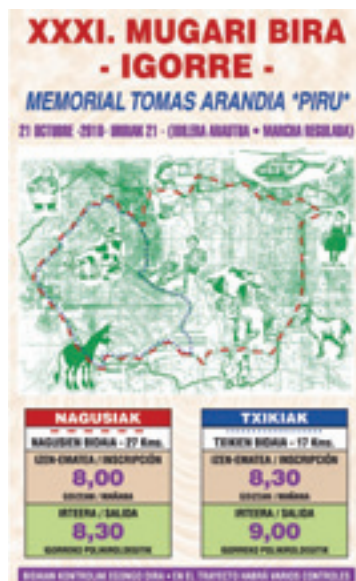 XXXI. MUGARI BIRA
- IGORRE -
MEMORIAL TOMAS ARANDIA "PIRU"
21 OCTUBRE -2018- URRIAK 21 - (IBILERA ARAUTUA • MARCHA REGULADA)
NAGUSIAK
NAGUSIEN BIDAIA - 27 Kms.
IZEN-EMATEA / INSCRIPCIÓN
8,00
GOIZEAN / MAÑANA
IRTEERA / SALIDA
8,30
IGORREKO POLIKIROLDEGITIK
TXIKIAK
TXIKIEN BIDAIA - 17 Kms.
IZEN-EMATEA / INSCRIPCIÓN
8,30
GOIZEAN / MAÑANA
IRTEERA / SALIDA
9,00
IGORREKO POLIKIROLDEGITIK
BIDEAN KONTROLAK EGONGO DIRA • EN EL TRAYECTO HABRÁ VARIOS CONTROLES